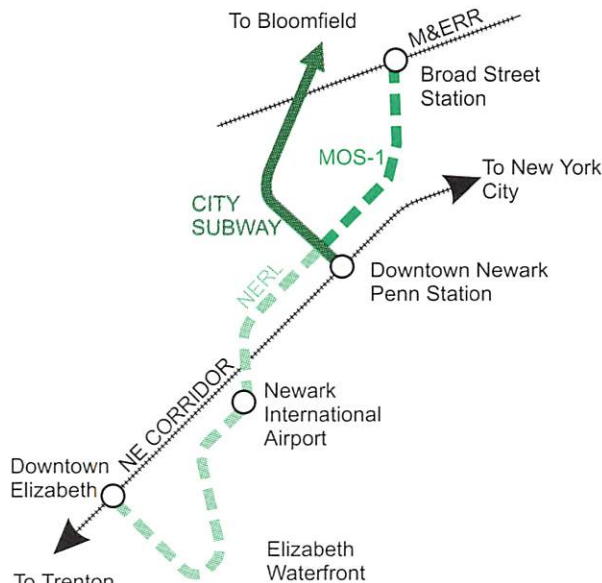 To Bloomfield
M&ERR
Broad Street
Station
MOS-1
To New York
City
CITY
SUBWAY
Downtown Newark
Penn Station
NERL
NE CORRIDOR
Newark
International
Airport
Downtown
Elizabeth
Elizabeth
Waterfront
To Trenton